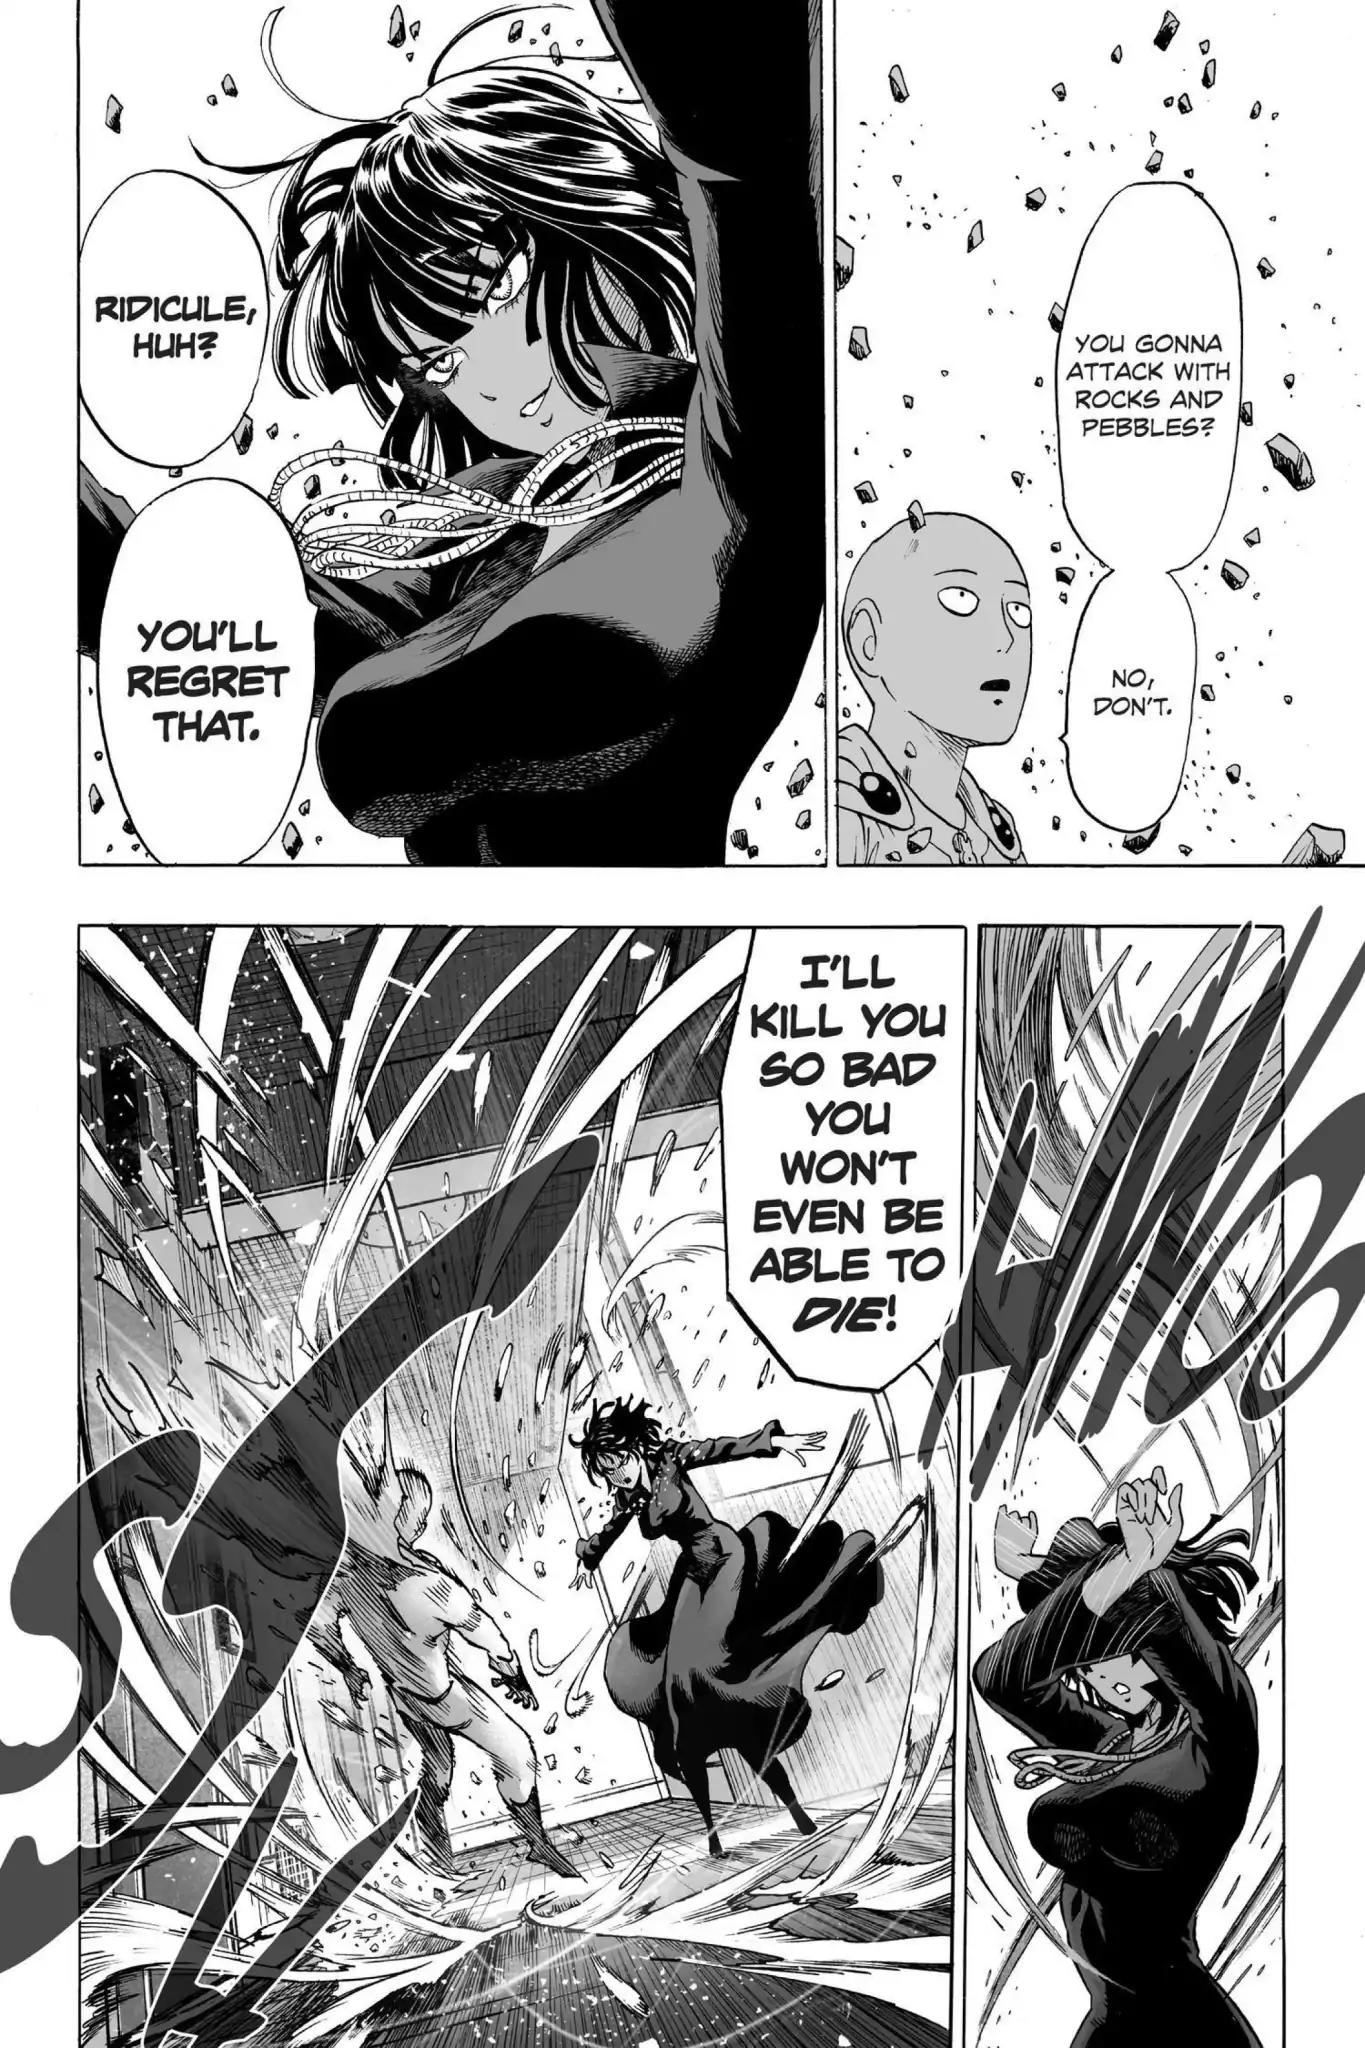 YOU GONNA
ATTACK WITH
ROCKS AND
PEBBLES?
NO,
DON'T.
RIDICULE,
HUH?
YOU'LL
REGRET
THAT.
I'LL
KILL YOU
SO BAD
YOU
WON'T
EVEN BE
ABLE TO
DIE!